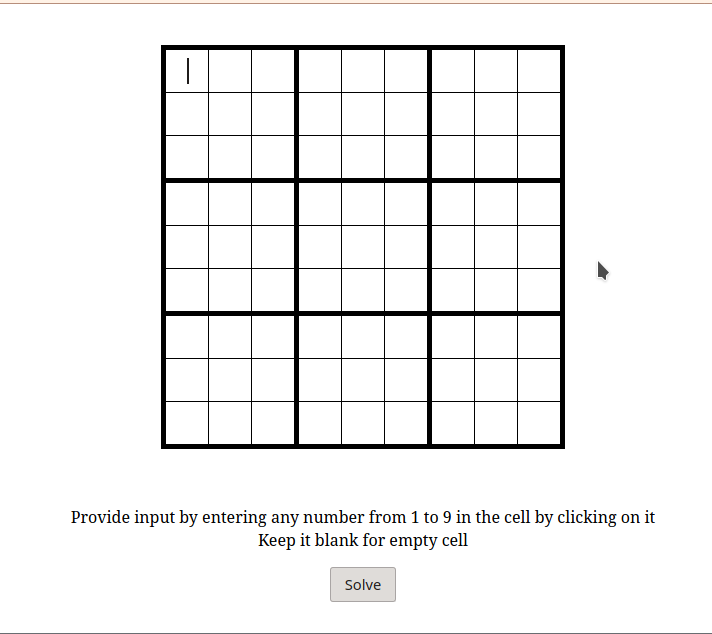 Provide input by entering any number from 1 to 9 in the cell by clicking on it
Keep it blank for empty cell
Solve